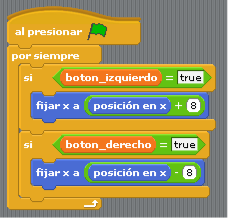 al presionar
por siempre
si boton_izquierdo = true
fijar x a posición en x + 8
si boton_derecho = true
fijar x a posición en x - 8